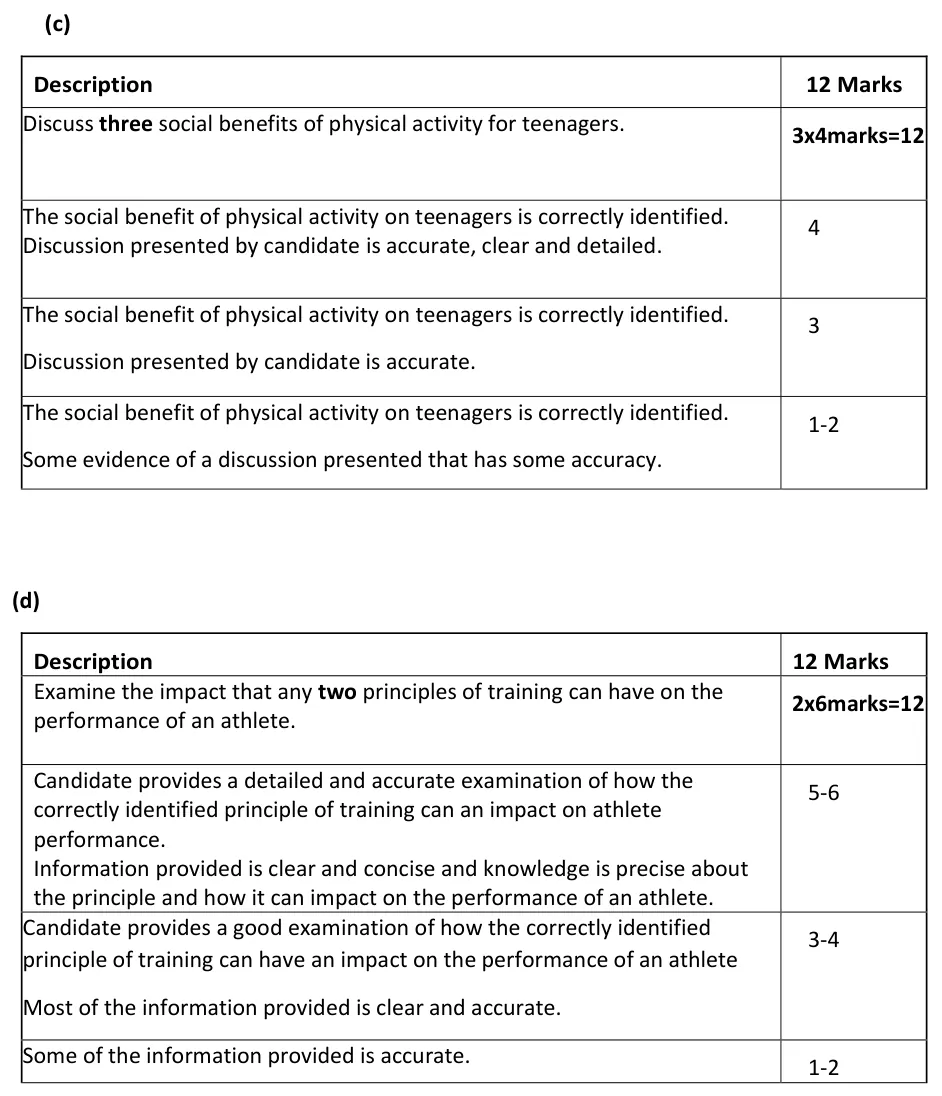 (c)
Description 12 Marks
Discuss three social benefits of physical activity for teenagers. 3x4marks=12
The social benefit of physical activity on teenagers is correctly identified.
Discussion presented by candidate is accurate, clear and detailed. 4
The social benefit of physical activity on teenagers is correctly identified. 3
Discussion presented by candidate is accurate.
The social benefit of physical activity on teenagers is correctly identified. 1-2
Some evidence of a discussion presented that has some accuracy.
(d)
Description 12 Marks
Examine the impact that any two principles of training can have on the 2x6marks=12
performance of an athlete.
Candidate provides a detailed and accurate examination of how the 5-6
correctly identified principle of training can an impact on athlete
performance.
Information provided is clear and concise and knowledge is precise about
the principle and how it can impact on the performance of an athlete.
Candidate provides a good examination of how the correctly identified 3-4
principle of training can have an impact on the performance of an athlete
Most of the information provided is clear and accurate.
Some of the information provided is accurate. 1-2